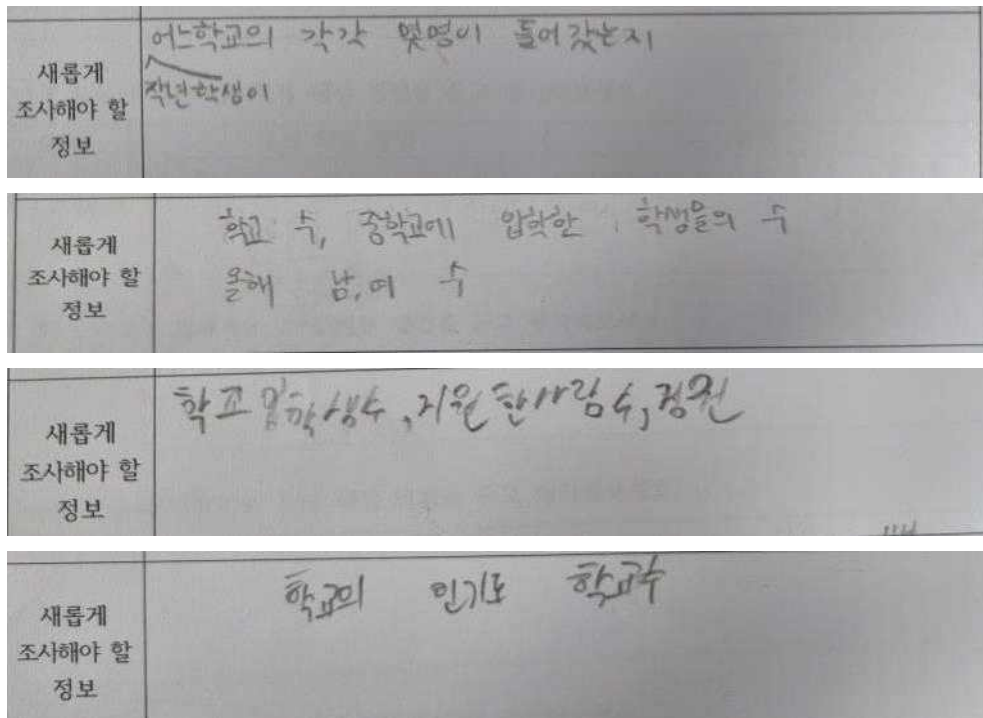 새롭게
조사해야 할
정보
어느학교의 각각 몇명이 들어갔는지
작년학생이
새롭게
조사해야 할
정보
학교 수, 중학교에 입학한 학생들의 수
올해 남,여 수
새롭게
조사해야 할
정보
학교 학생수, 지원한사람수, 정원
새롭게
조사해야 할
정보
학교의 인기도 학교수